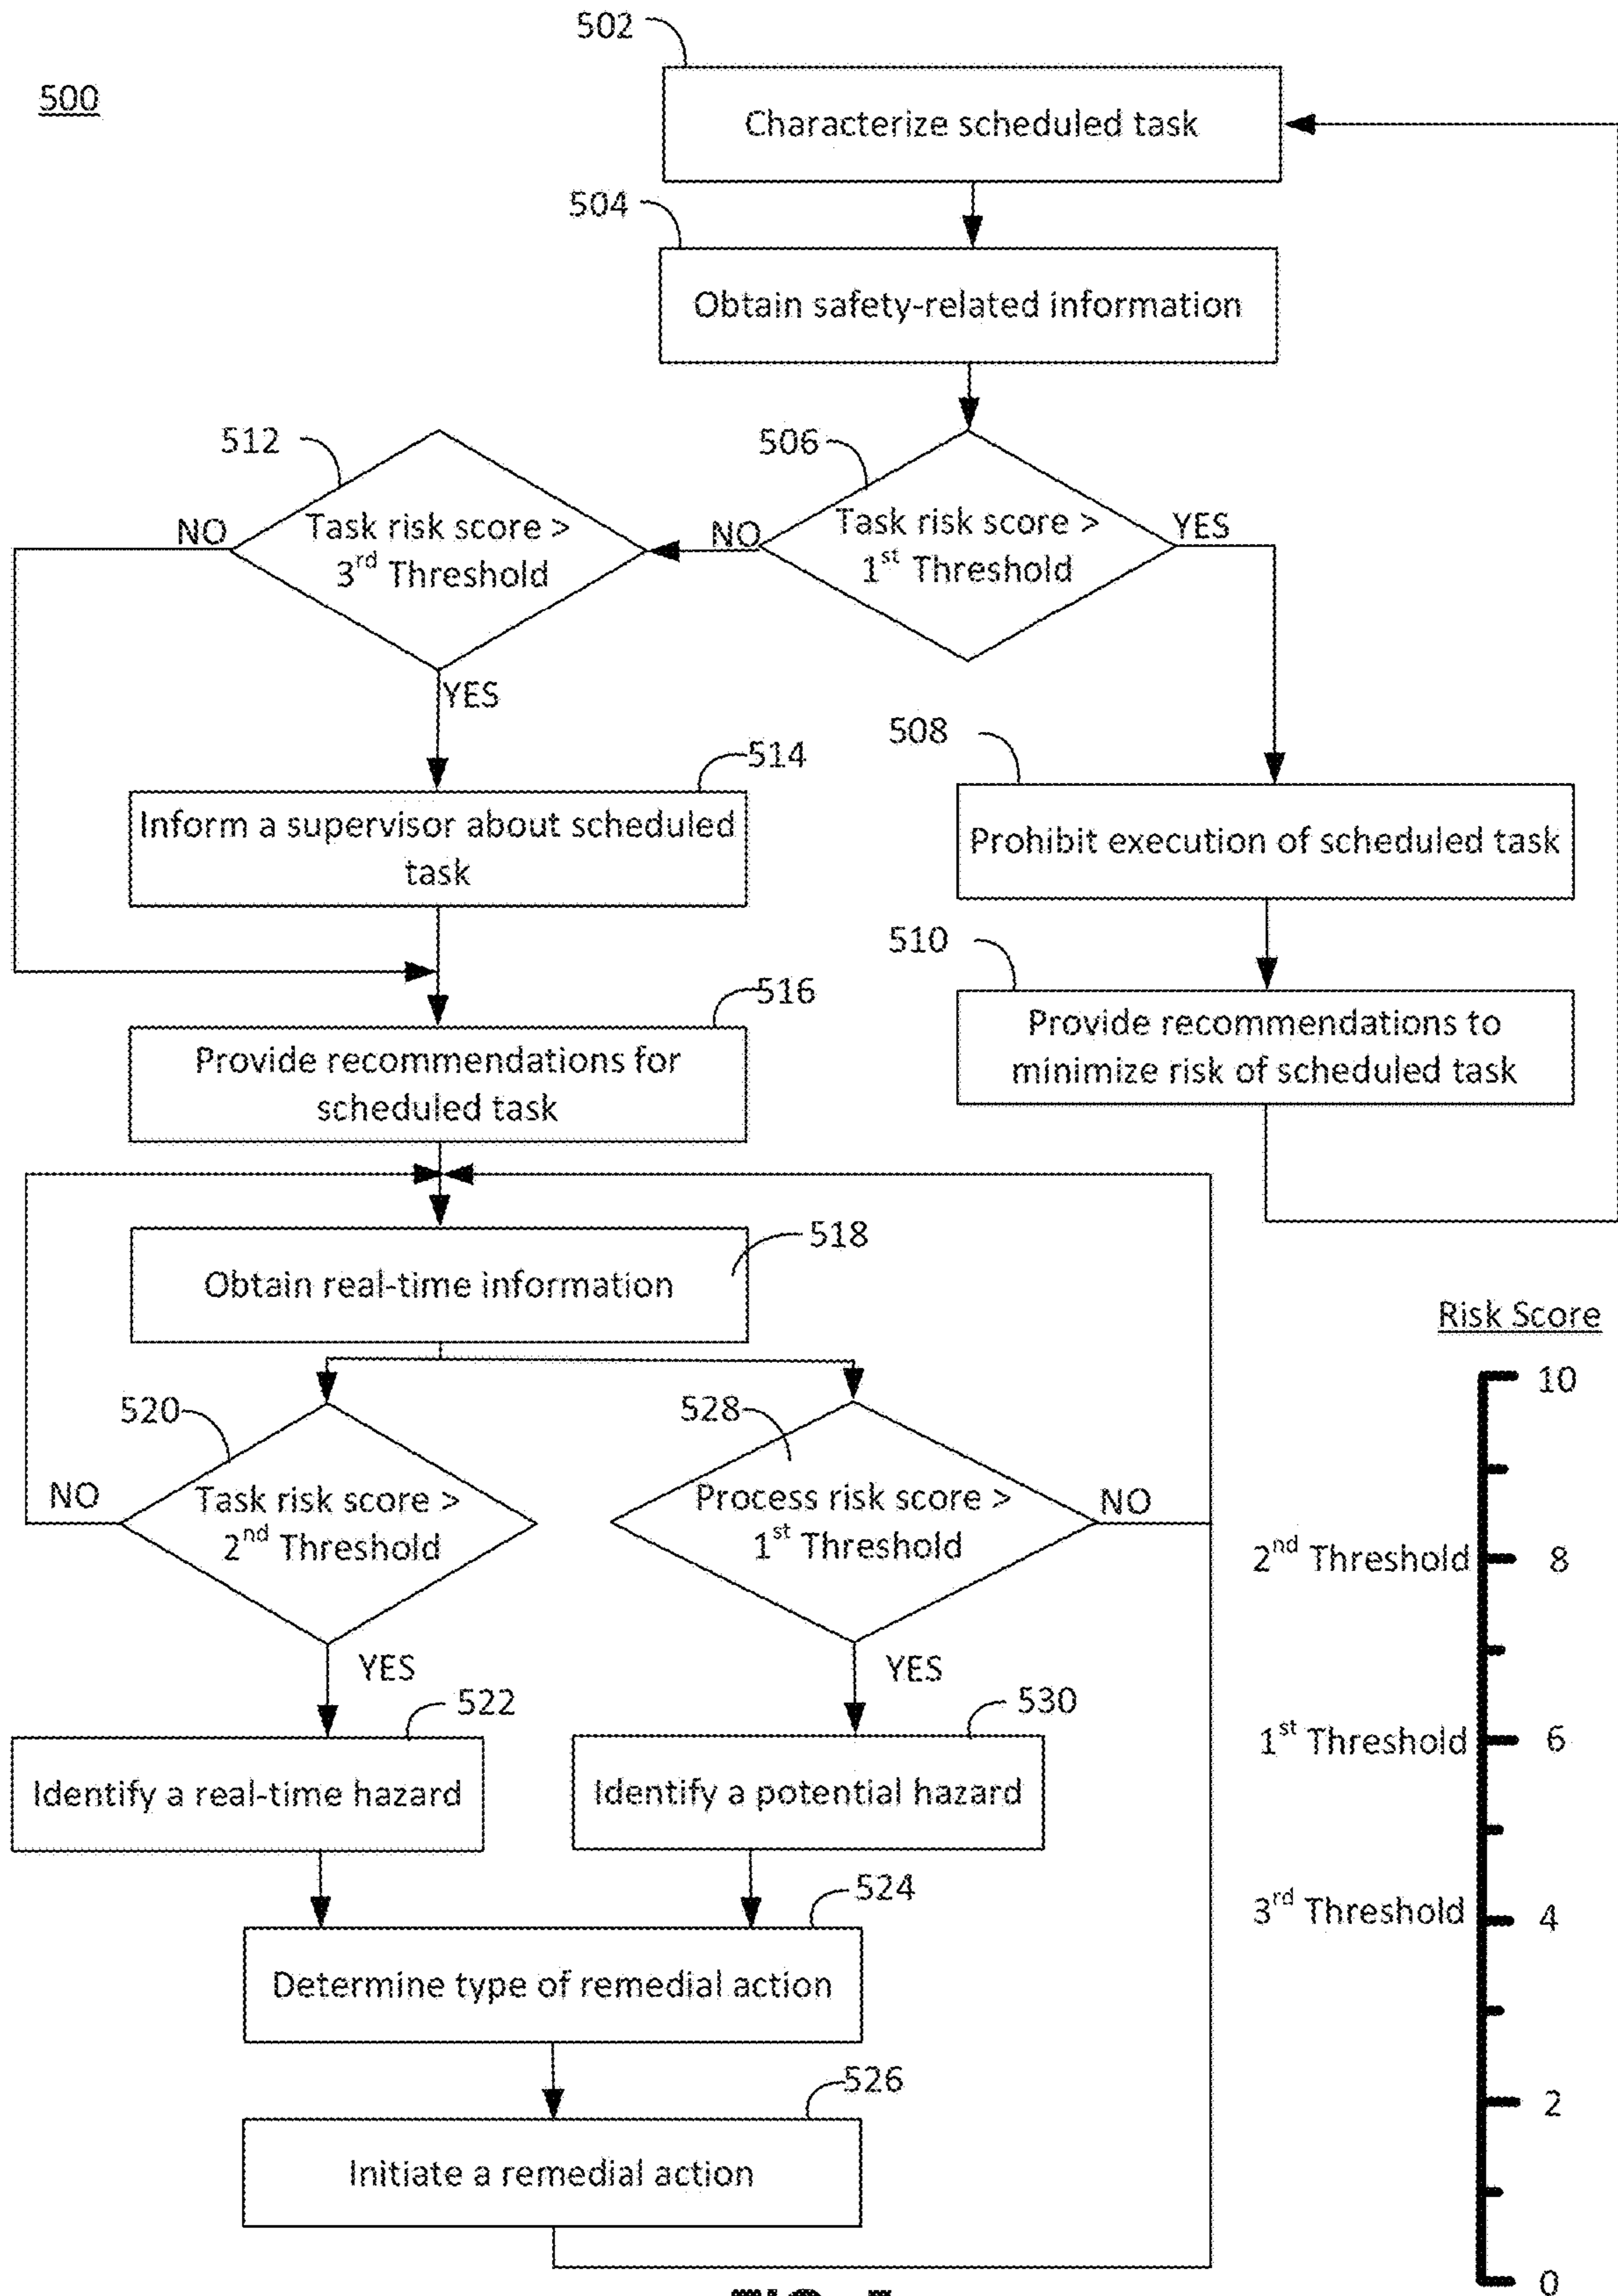 500
502
Characterize scheduled task
504
Obtain safety-related information
512
506
NO
Task risk score >
3rd Threshold
NO
Task risk score >
1st Threshold
YES
YES
514
508
Inform a supervisor about scheduled
task
Prohibit execution of scheduled task
516
510
Provide recommendations for
scheduled task
Provide recommendations to
minimize risk of scheduled task
518
Obtain real-time information
Risk Score
10
520
528
NO
Task risk score >
2nd Threshold
Process risk score >
1st Threshold
NO
2nd Threshold
8
YES
YES
522
530
1st Threshold
6
Identify a real-time hazard
Identify a potential hazard
524
3rd Threshold
4
Determine type of remedial action
526
2
Initiate a remedial action
0